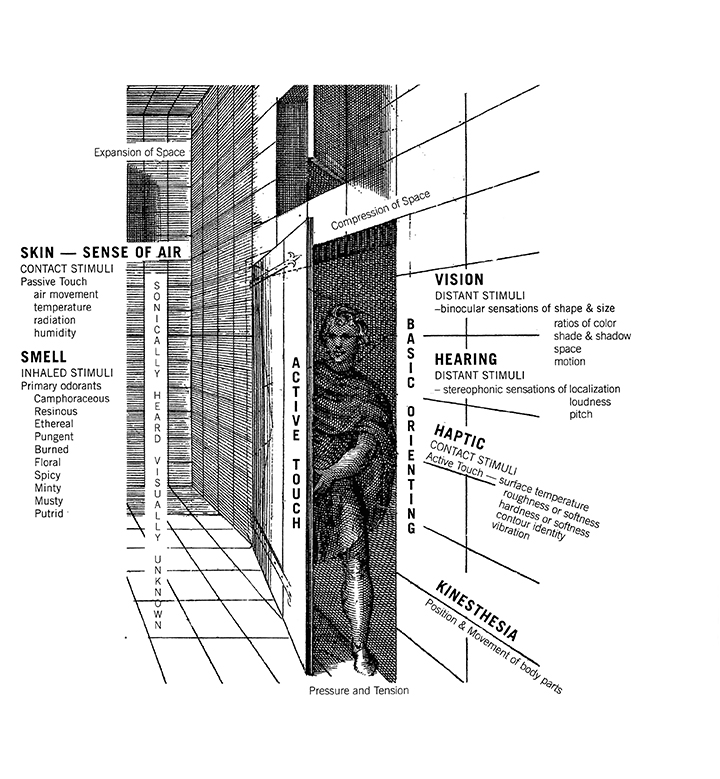 Expansion of Space
Compression of Space
SKIN — SENSE OF AIR
CONTACT STIMULI
Passive Touch
air movement
temperature
radiation
humidity
SMELL
INHALED STIMULI
Primary odorants
Camphoraceous
Resinous
Ethereal
Pungent
Burned
Floral
Spicy
Minty
Musty
Putrid
SONICALLY HEARD VISUALLY UNKNOWN
ACTIVE TOUCH
BASIC ORIENTING
VISION
DISTANT STIMULI
–binocular sensations of shape & size
ratios of color
shade & shadow
space
motion
HEARING
DISTANT STIMULI
– stereophonic sensations of localization
loudness
pitch
HAPTIC
CONTACT STIMULI
Active Touch — surface temperature
roughness or softness
hardness or softness
contour identity
vibration
KINESTHESIA
Position & Movement of body parts
Pressure and Tension